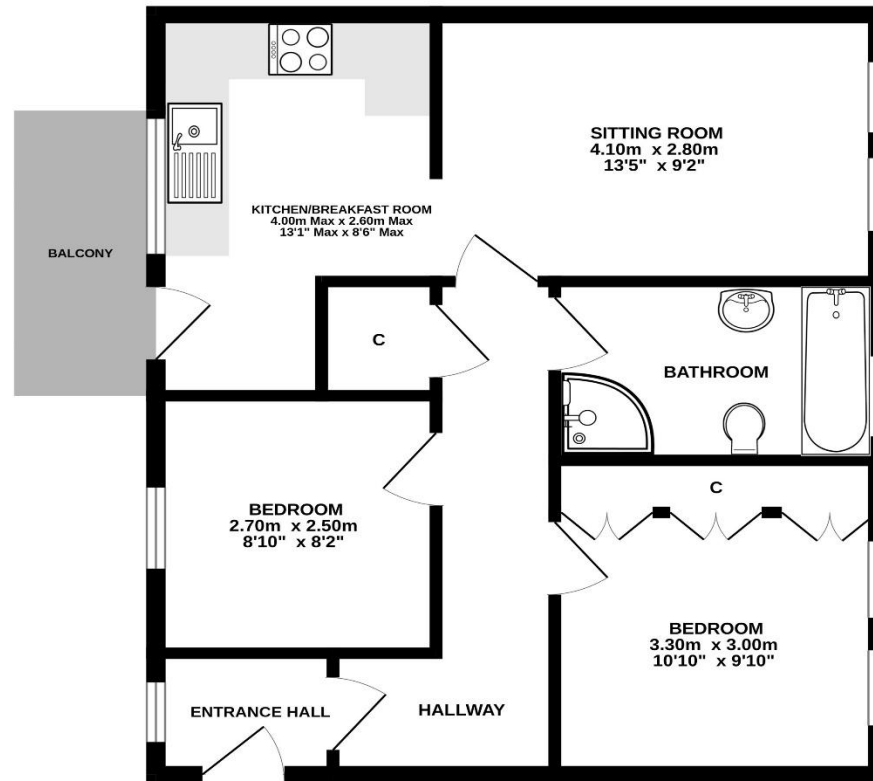 SITTING ROOM
4.10m x 2.80m
13'5" x 9'2"
KITCHEN/BREAKFAST ROOM
4.00m Max x 2.60m Max
13'1" Max x 8'6" Max
BALCONY
C
BATHROOM
BEDROOM
2.70m x 2.50m
8'10" x 8'2"
C
BEDROOM
3.30m x 3.00m
10'10" x 9'10"
ENTRANCE HALL
HALLWAY